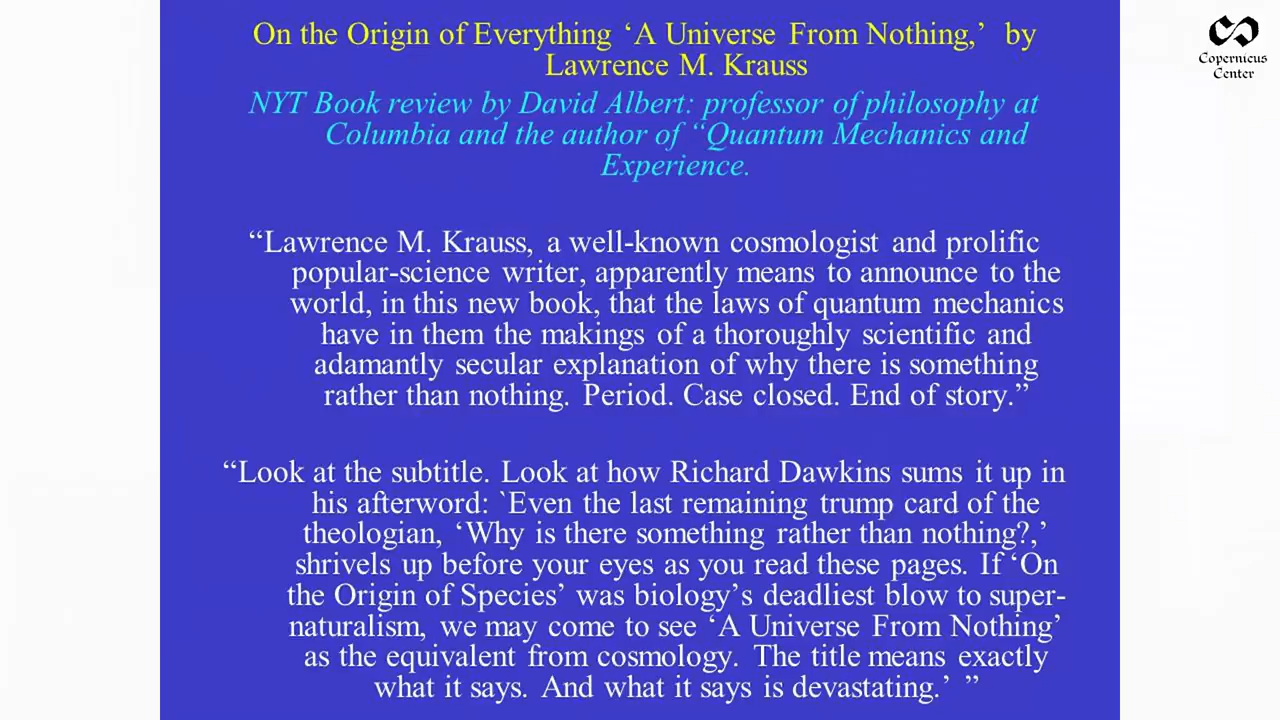 On the Origin of Everything ‘A Universe From Nothing,’ by
Lawrence M. Krauss
NYT Book review by David Albert: professor of philosophy at
Columbia and the author of “Quantum Mechanics and
Experience.
“Lawrence M. Krauss, a well-known cosmologist and prolific
popular-science writer, apparently means to announce to the
world, in this new book, that the laws of quantum mechanics
have in them the makings of a thoroughly scientific and
adamantly secular explanation of why there is something
rather than nothing. Period. Case closed. End of story.”
“Look at the subtitle. Look at how Richard Dawkins sums it up in
his afterword: `Even the last remaining trump card of the
theologian, ‘Why is there something rather than nothing?,’
shrivels up before your eyes as you read these pages. If ‘On
the Origin of Species’ was biology’s deadliest blow to super-
naturalism, we may come to see ‘A Universe From Nothing’
as the equivalent from cosmology. The title means exactly
what it says. And what it says is devastating.’ ”
Copernicus
Center